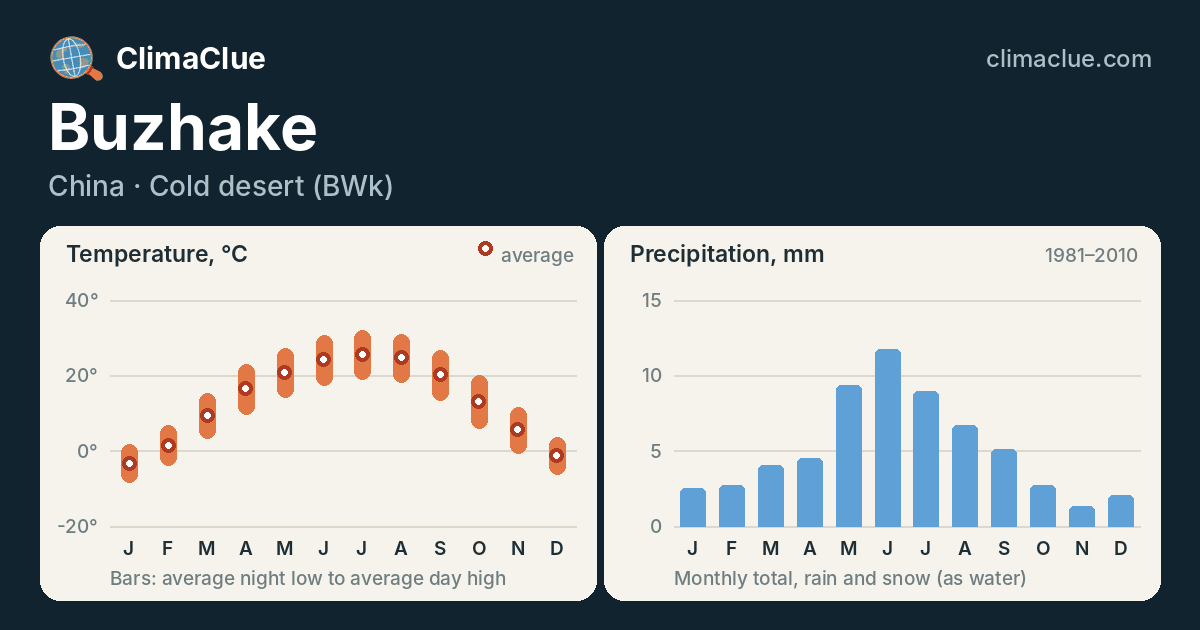 ClimaClue
climaclue.com
Buzhake
China · Cold desert (BWk)
Temperature, °C
average
40°
20°
0°
-20°
J F M A M J J A S O N D
Bars: average night low to average day high
Precipitation, mm
1981–2010
15
10
5
0
J F M A M J J A S O N D
Monthly total, rain and snow (as water)